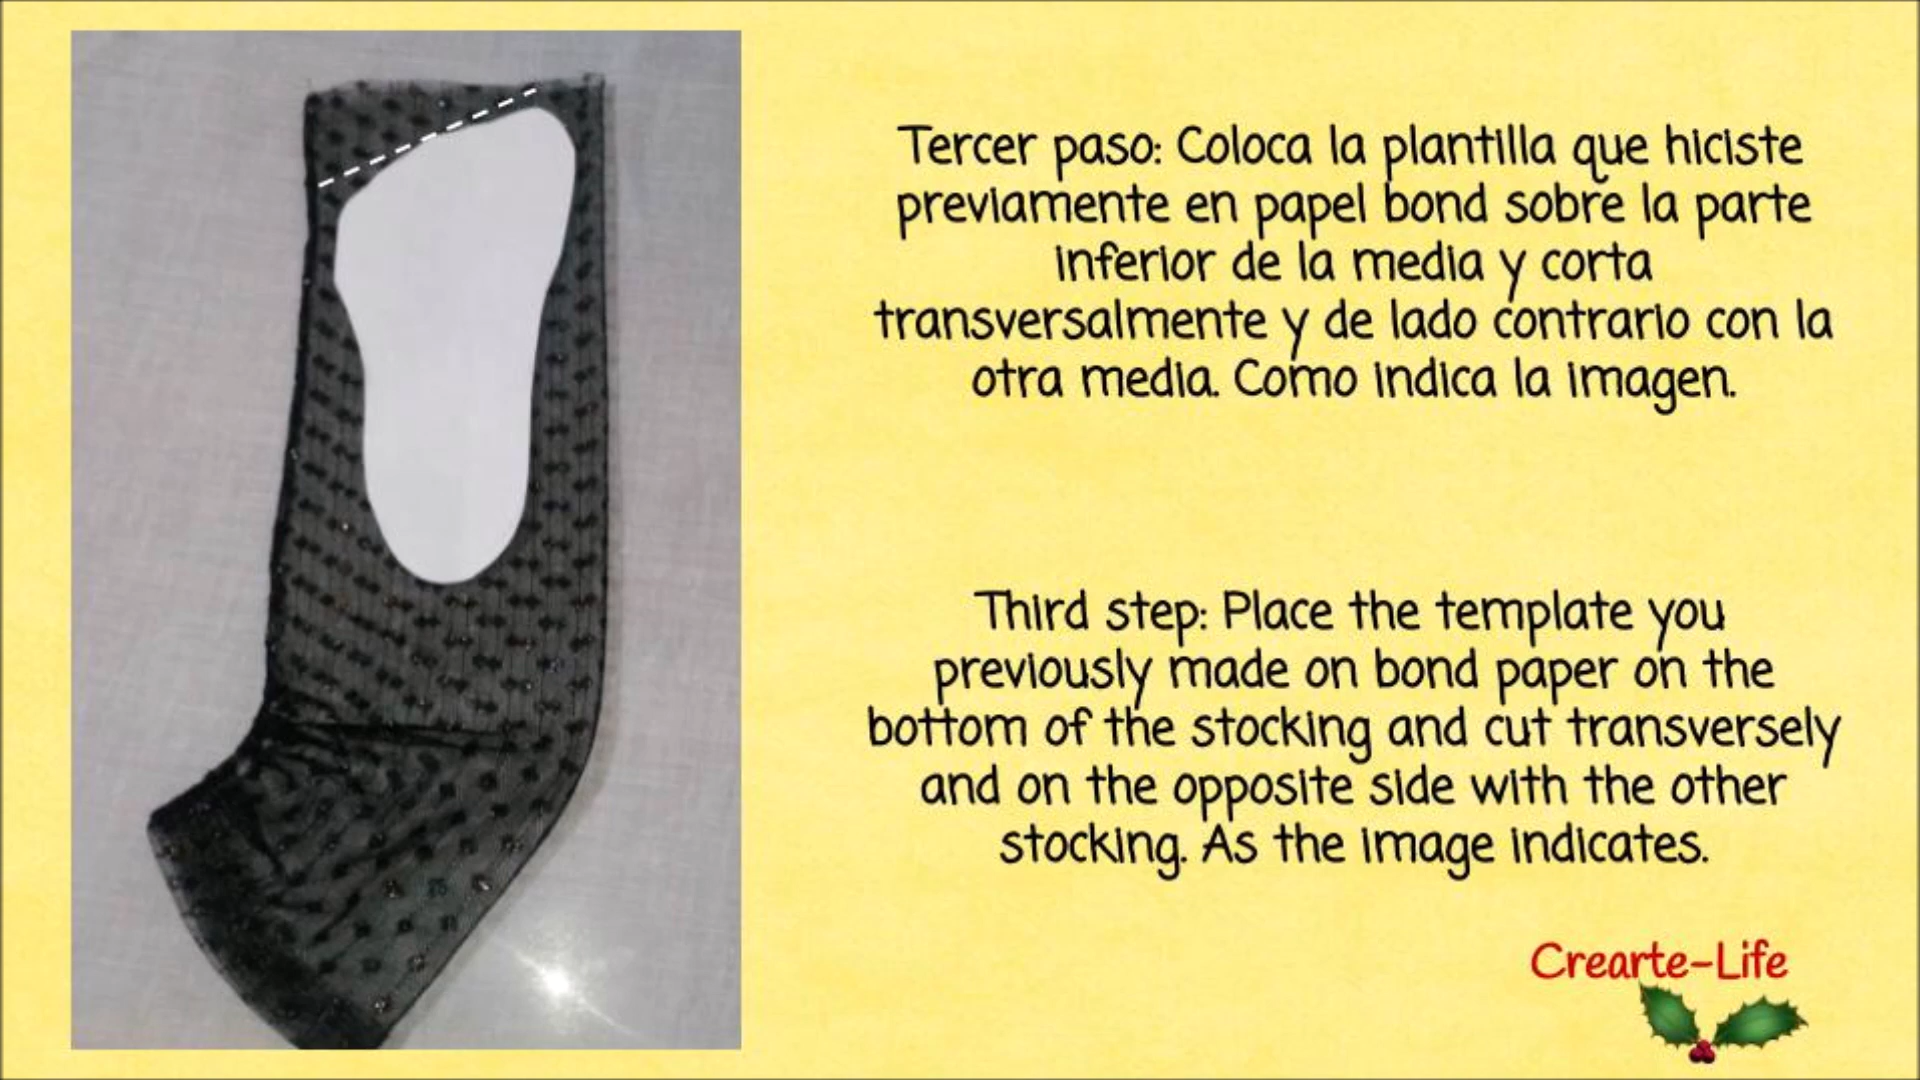 Tercer paso: Coloca la plantilla que hiciste
previamente en papel bond sobre la parte
inferior de la media y corta
transversalmente y de lado contrario con la
otra media. Como indica la imagen.
Third step: Place the template you
previously made on bond paper on the
bottom of the stocking and cut transversely
and on the opposite side with the other
stocking. As the image indicates.
Crearte-Life